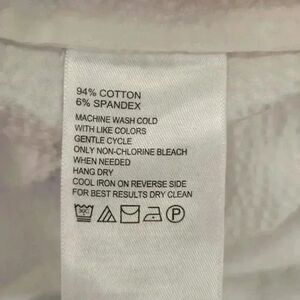 94% COTTON
6% SPANDEX
MACHINE WASH COLD
WITH LIKE COLORS
GENTLE CYCLE
ONLY NON-CHLORINE BLEACH
WHEN NEEDED
HANG DRY
COOL IRON ON REVERSE SIDE
FOR BEST RESULTS DRY CLEAN
30C
P